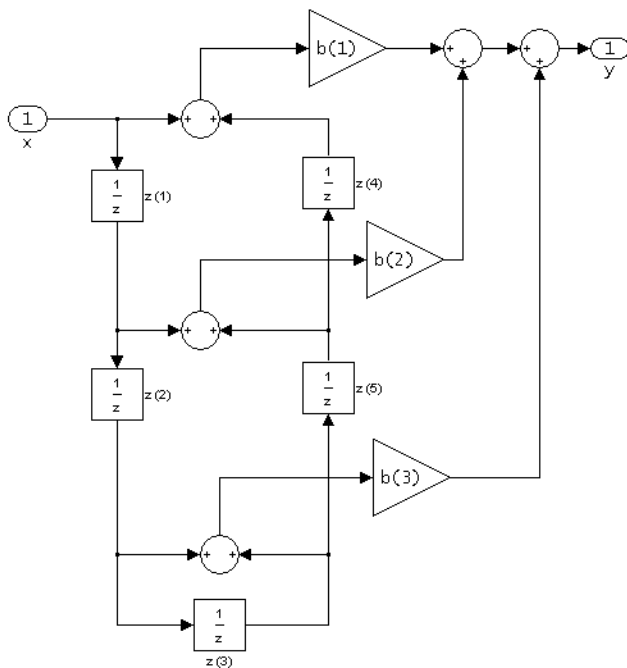 b(1)
+
+
+
+
1
y
1
x
+
+
1
z
z(1)
1
z
z(4)
b(2)
+
+
1
z
z(2)
1
z
z(5)
b(3)
+
+
1
z
z(3)